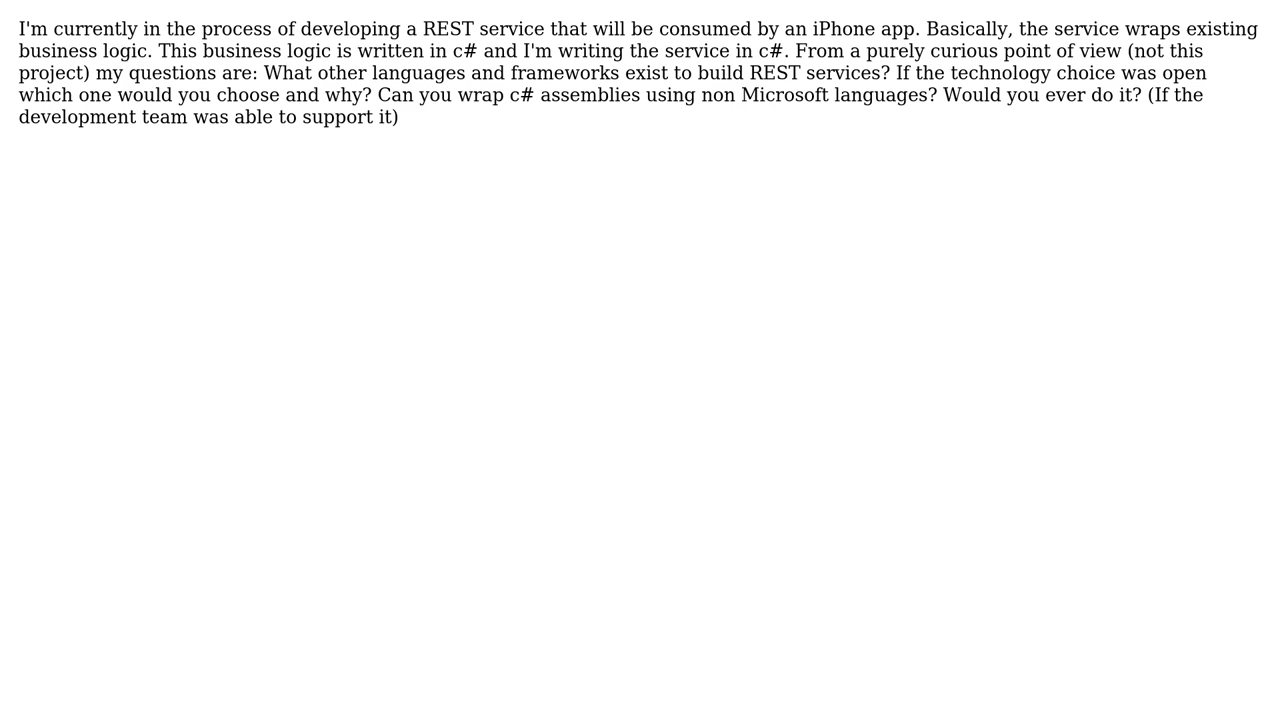 I'm currently in the process of developing a REST service that will be consumed by an iPhone app. Basically, the service wraps existing
business logic. This business logic is written in c# and I'm writing the service in c#. From a purely curious point of view (not this
project) my questions are: What other languages and frameworks exist to build REST services? If the technology choice was open
which one would you choose and why? Can you wrap c# assemblies using non Microsoft languages? Would you ever do it? (If the
development team was able to support it)